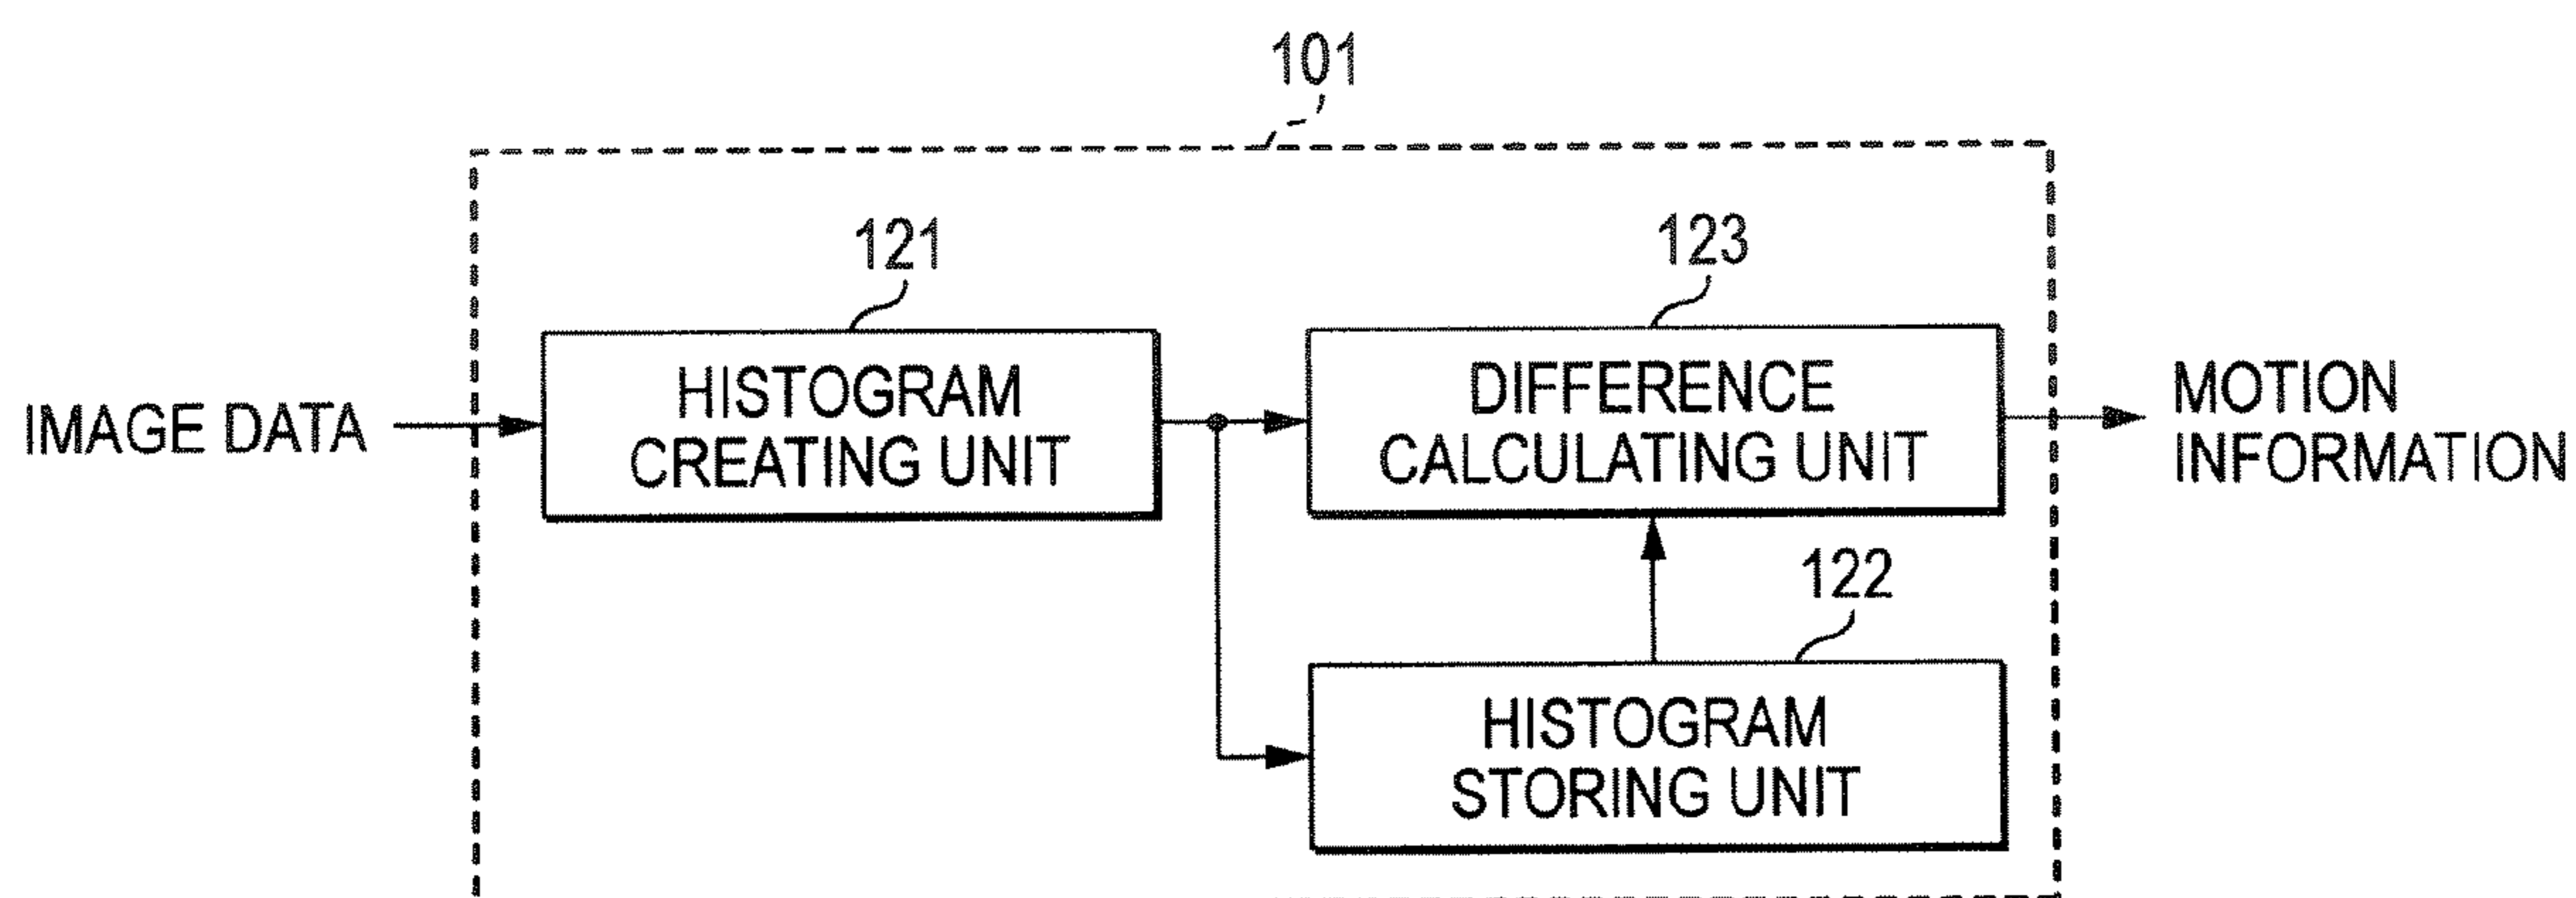 101
121
123
IMAGE DATA
HISTOGRAM
CREATING UNIT
DIFFERENCE
CALCULATING UNIT
MOTION
INFORMATION
122
HISTOGRAM
STORING UNIT